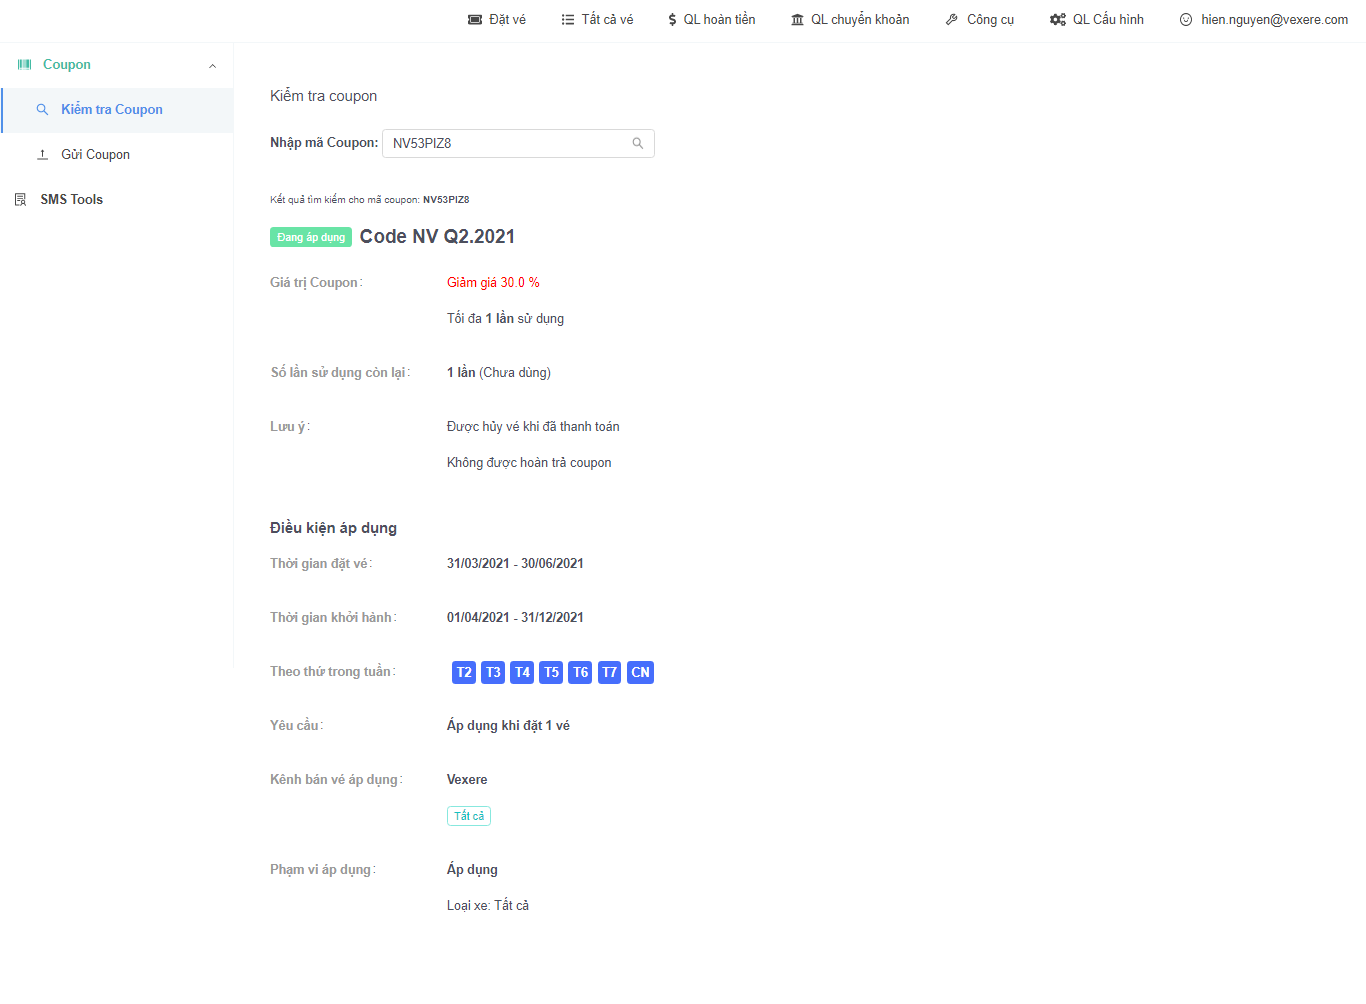 Đặt vé Tất cả vé QL hoàn tiền QL chuyển khoản Công cụ QL Cấu hình hien.nguyen@vexere.com
Coupon
Kiểm tra Coupon
Gửi Coupon
SMS Tools
Kiểm tra coupon
Nhập mã Coupon: NV53PIZ8
Kết quả tìm kiếm cho mã coupon: NV53PIZ8
Đang áp dụng Code NV Q2.2021
Giá trị Coupon: Giảm giá 30.0 %
Tối đa 1 lần sử dụng
Số lần sử dụng còn lại: 1 lần (Chưa dùng)
Lưu ý: Được hủy vé khi đã thanh toán
Không được hoàn trả coupon
Điều kiện áp dụng
Thời gian đặt vé: 31/03/2021 - 30/06/2021
Thời gian khởi hành: 01/04/2021 - 31/12/2021
Theo thứ trong tuần: T2 T3 T4 T5 T6 T7 CN
Yêu cầu: Áp dụng khi đặt 1 vé
Kênh bán vé áp dụng: Vexere
Tất cả
Phạm vi áp dụng: Áp dụng
Loại xe: Tất cả